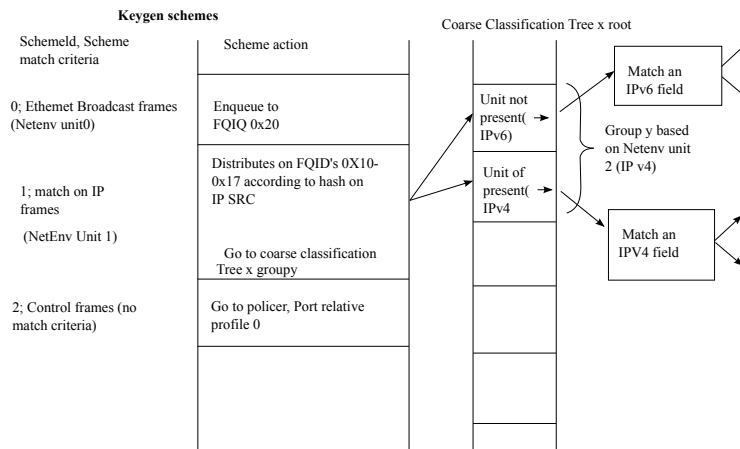 Keygen schemes
Coarse Classification Tree x root
SchemeId, Scheme
match criteria
Scheme action
0; Ethemet Broadcast frames
(Netenv unit0)
Enqueue to
FQIQ 0x20
1; match on IP
frames
(NetEnv Unit 1)
Distributes on FQID's 0X10-
0x17 according to hash on
IP SRC
Go to coarse classification
Tree x groupy
2; Control frames (no
match criteria)
Go to policer, Port relative
profile 0
Unit not
present(
IPv6)
Unit of
present(
IPv4
Group y based
on Netenv unit
2 (IP v4)
Match an
IPv6 field
Match an
IPV4 field